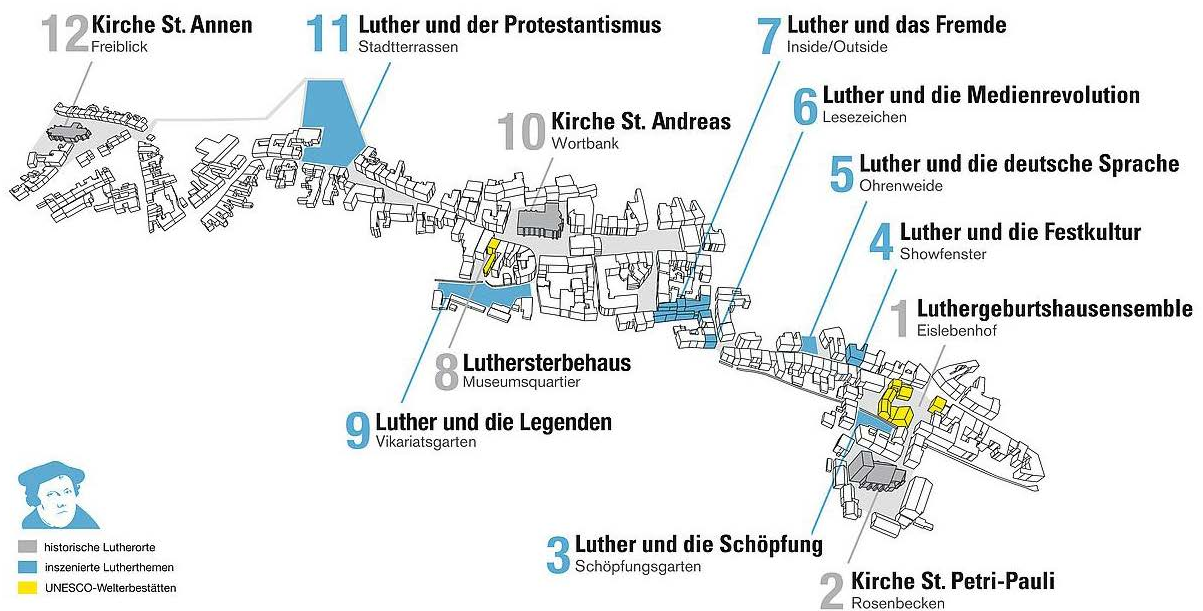 12 Kirche St. Annen
Freiblick
11 Luther und der Protestantismus
Stadtterrassen
7 Luther und das Fremde
Inside/Outside
6 Luther und die Medienrevolution
Lesezeichen
10 Kirche St. Andreas
Wortbank
5 Luther und die deutsche Sprache
Ohrenweide
4 Luther und die Festkultur
Showfenster
1 Luthergeburtshausensemble
Eislebenhof
8 Luthersterbehaus
Museumsquartier
9 Luther und die Legenden
Vikariatsgarten
3 Luther und die Schöpfung
Schöpfungsgarten
2 Kirche St. Petri-Pauli
Rosenbecken
historische Lutherorte
inszenierte Lutherthemen
UNESCO-Welterbestätten